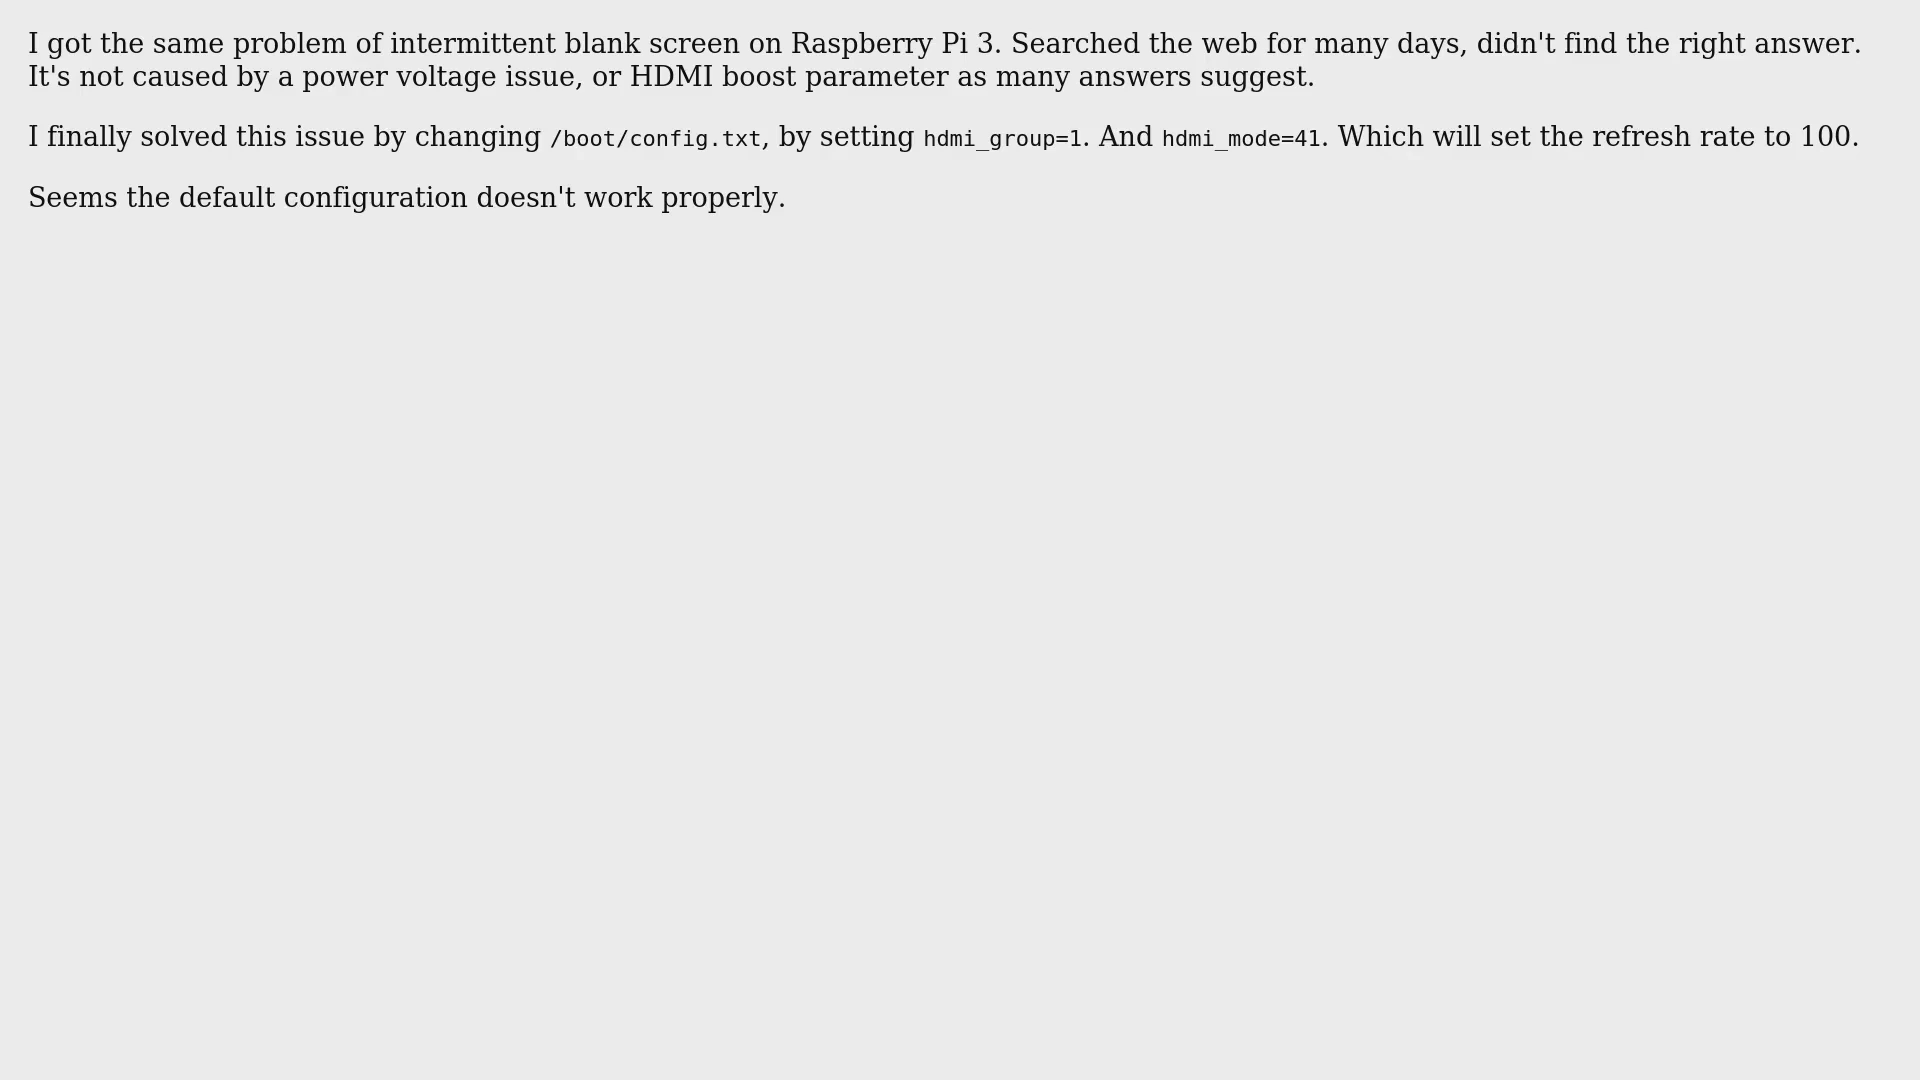 I got the same problem of intermittent blank screen on Raspberry Pi 3. Searched the web for many days, didn't find the right answer.
It's not caused by a power voltage issue, or HDMI boost parameter as many answers suggest.
I finally solved this issue by changing /boot/config.txt, by setting hdmi_group=1. And hdmi_mode=41. Which will set the refresh rate to 100.
Seems the default configuration doesn't work properly.